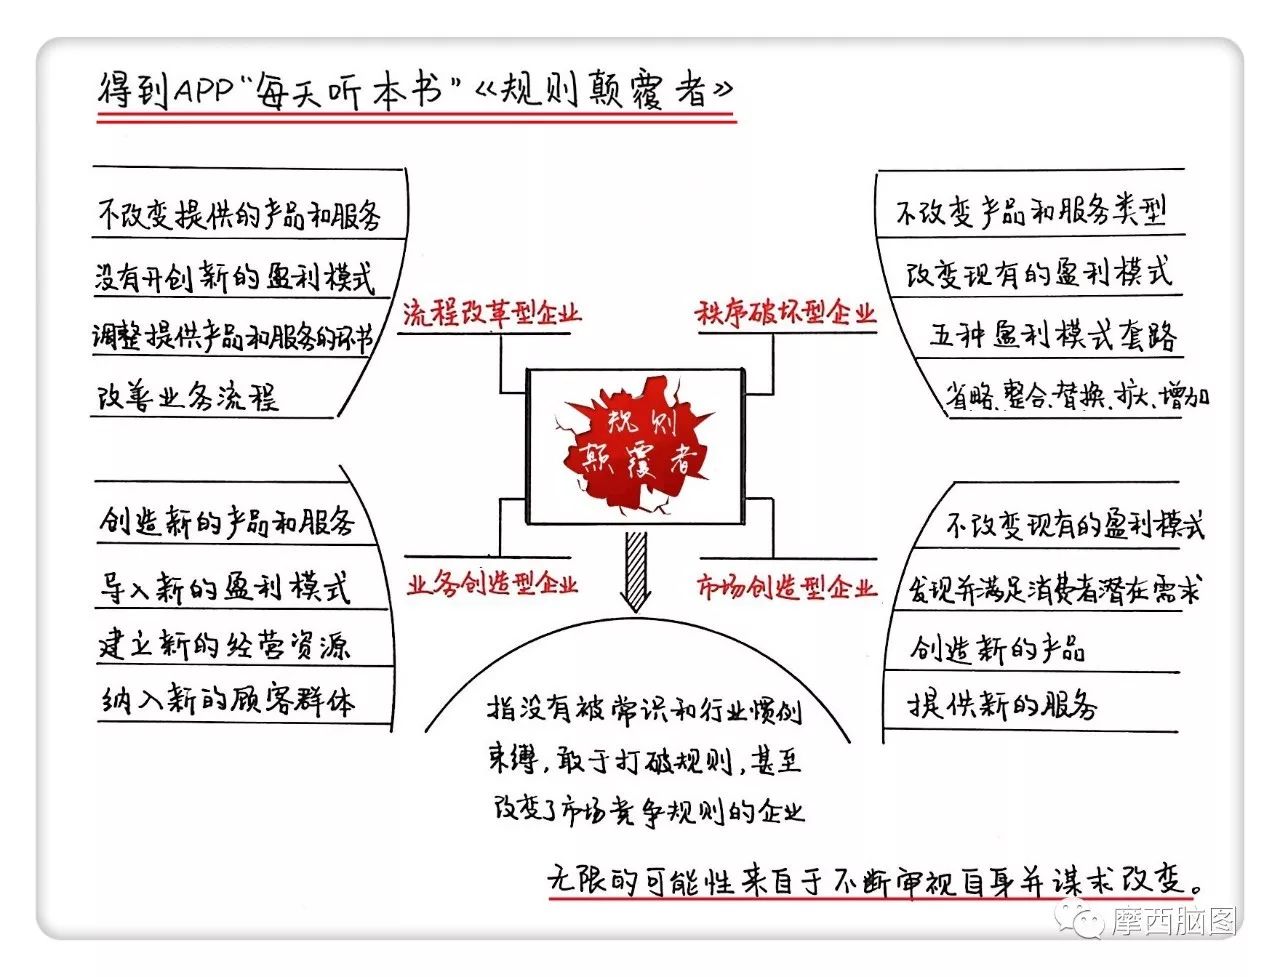 得到APP"每天听本书"《规则颠覆者》
流程改革型企业
不改变提供的产品和服务
没有开创新的盈利模式
调整提供产品和服务的环节
改善业务流程
秩序破坏型企业
不改变产品和服务类型
改变现有的盈利模式
五种盈利模式套路
省略、整合、替换、扩大、增加
规则
颠覆者
业务创造型企业
创造新的产品和服务
导入新的盈利模式
建立新的经营资源
纳入新的顾客群体
市场创造型企业
不改变现有的盈利模式
发现并满足消费者潜在需求
创造新的产品
提供新的服务
指没有被常识和行业惯例
束缚，敢于打破规则，甚至
改变了市场竞争规则的企业
无限的可能性来自于不断审视自身并谋求改变。
摩西脑图